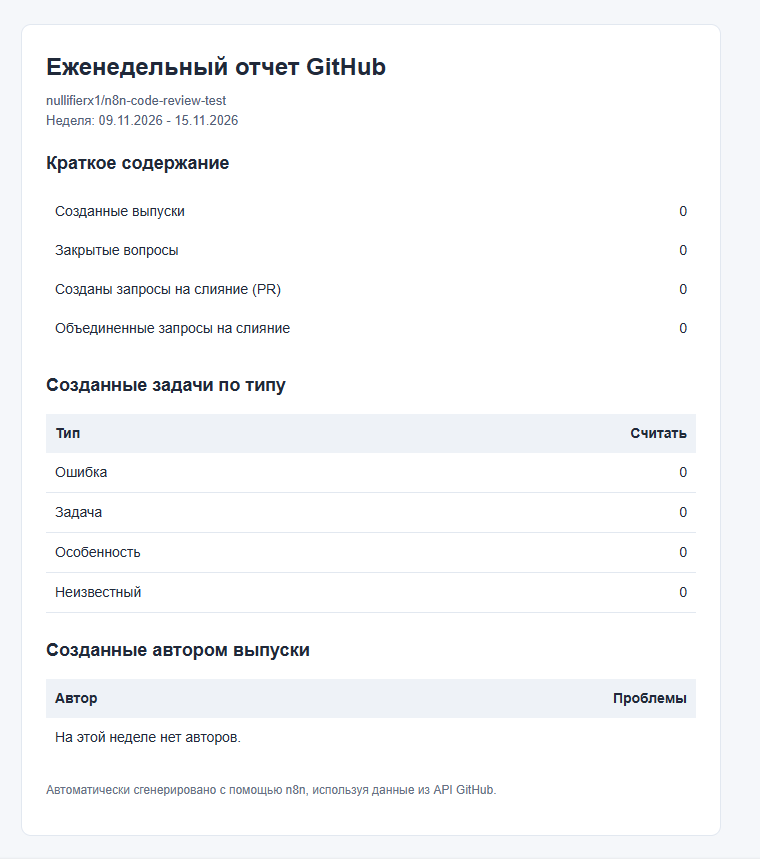 Еженедельный отчет GitHub
nullifierx1/n8n-code-review-test
Неделя: 09.11.2026 - 15.11.2026
Краткое содержание
Созданные выпуски 0
Закрытые вопросы 0
Созданы запросы на слияние (PR) 0
Объединенные запросы на слияние 0
Созданные задачи по типу
Тип Считать
Ошибка 0
Задача 0
Особенность 0
Неизвестный 0
Созданные автором выпуски
Автор Проблемы
На этой неделе нет авторов.
Автоматически сгенерировано с помощью n8n, используя данные из API GitHub.